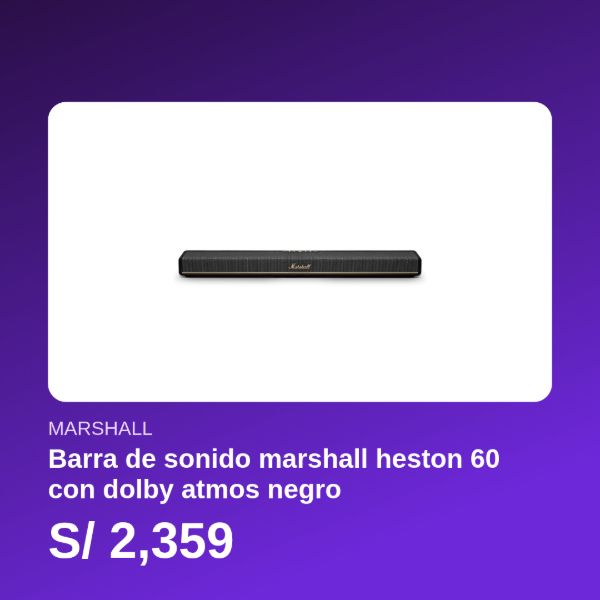 Marshall
MARSHALL
Barra de sonido marshall heston 60
con dolby atmos negro
S/ 2,359